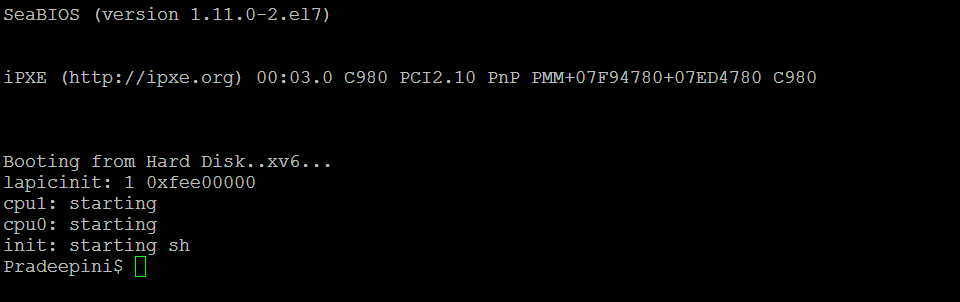 SeaBIOS (version 1.11.0-2.el7)
iPXE (http://ipxe.org) 00:03.0 C980 PCI2.10 PnP PMM+07F94780+07ED4780 C980
Booting from Hard Disk..xv6...
lapicinit: 1 0xfee00000
cpu1: starting
cpu0: starting
init: starting sh
Pradeepini$